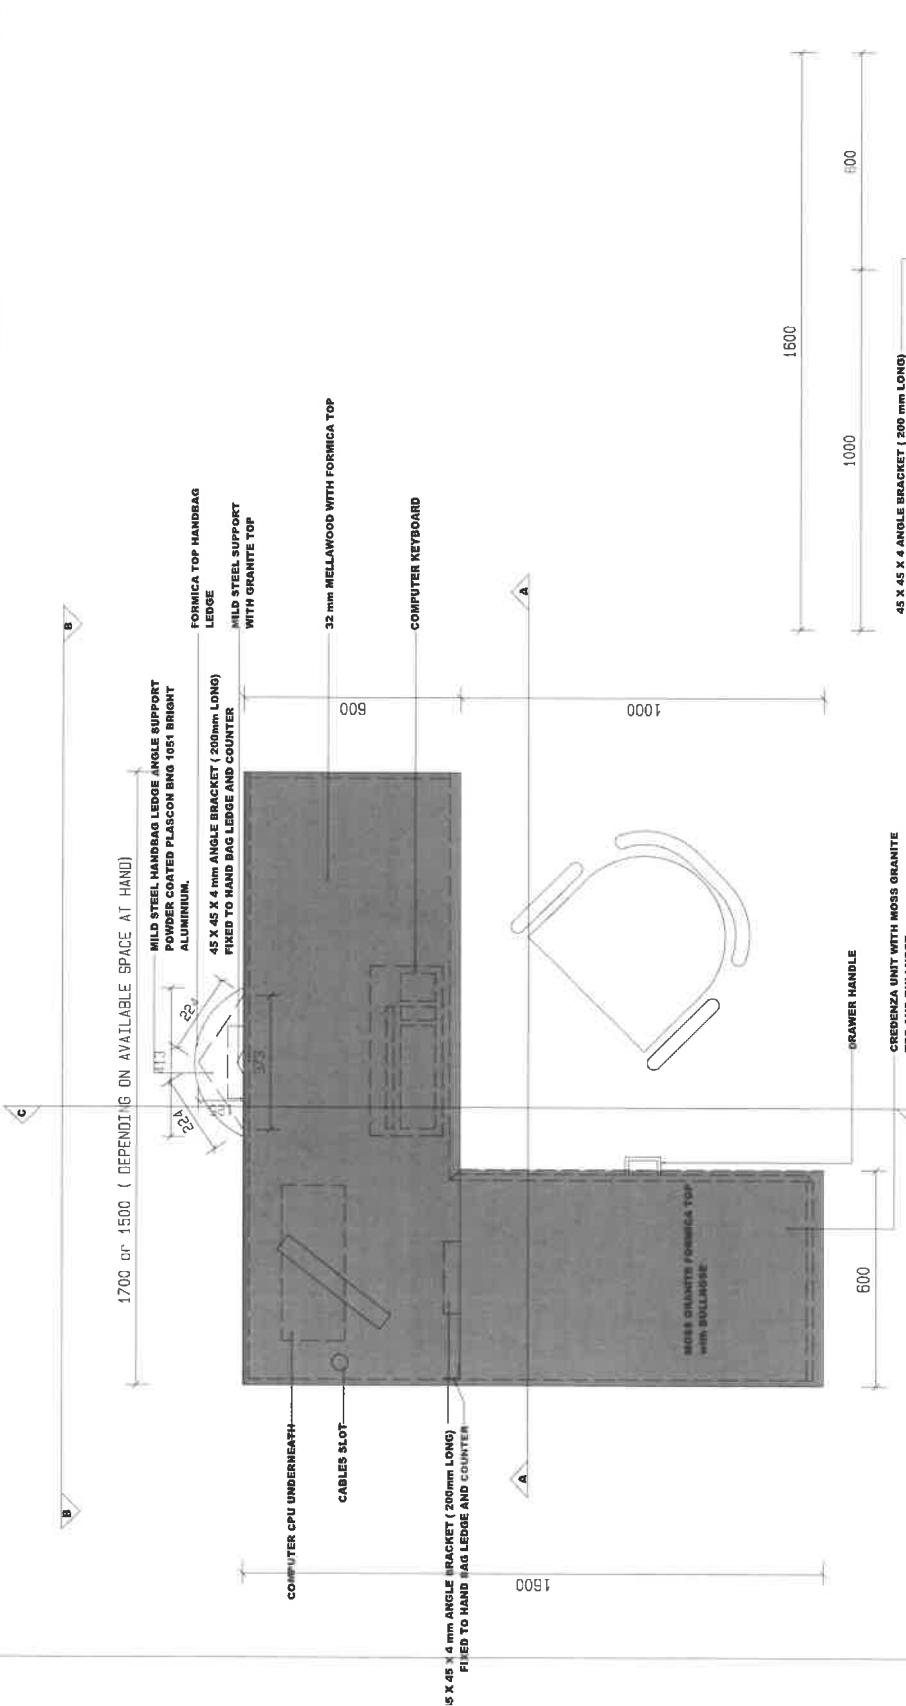 B
B
C
1700 or 1500 ( DEPENDING ON AVAILABLE SPACE AT HAND)
MILD STEEL HANDBAG LEDGE ANGLE SUPPORT
POWDER COATED PLASCON BNG 1051 BRIGHT
ALUMINIUM.
FORMICA TOP HANDBAG
LEDGE
45 X 45 X 4 mm ANGLE BRACKET ( 200mm LONG)
FIXED TO HAND BAG LEDGE AND COUNTER
MILD STEEL SUPPORT
WITH GRANITE TOP
413
224
224
373
32 mm MELLAWOOD WITH FORMICA TOP
COMPUTER KEYBOARD
COMPUTER CPU UNDERNEATH
CABLES SLOT
45 X 4 mm ANGLE BRACKET ( 200mm LONG)
FIXED TO HAND BAG LEDGE AND COUNTER
A
A
600
1000
MOSS GRANITE FORMICA TOP
with BULLNOSE
DRAWER HANDLE
600
CREDENZA UNIT WITH MOSS GRANITE
1600
1600
1000
600
45 X 45 X 4 ANGLE BRACKET ( 200 mm LONG)